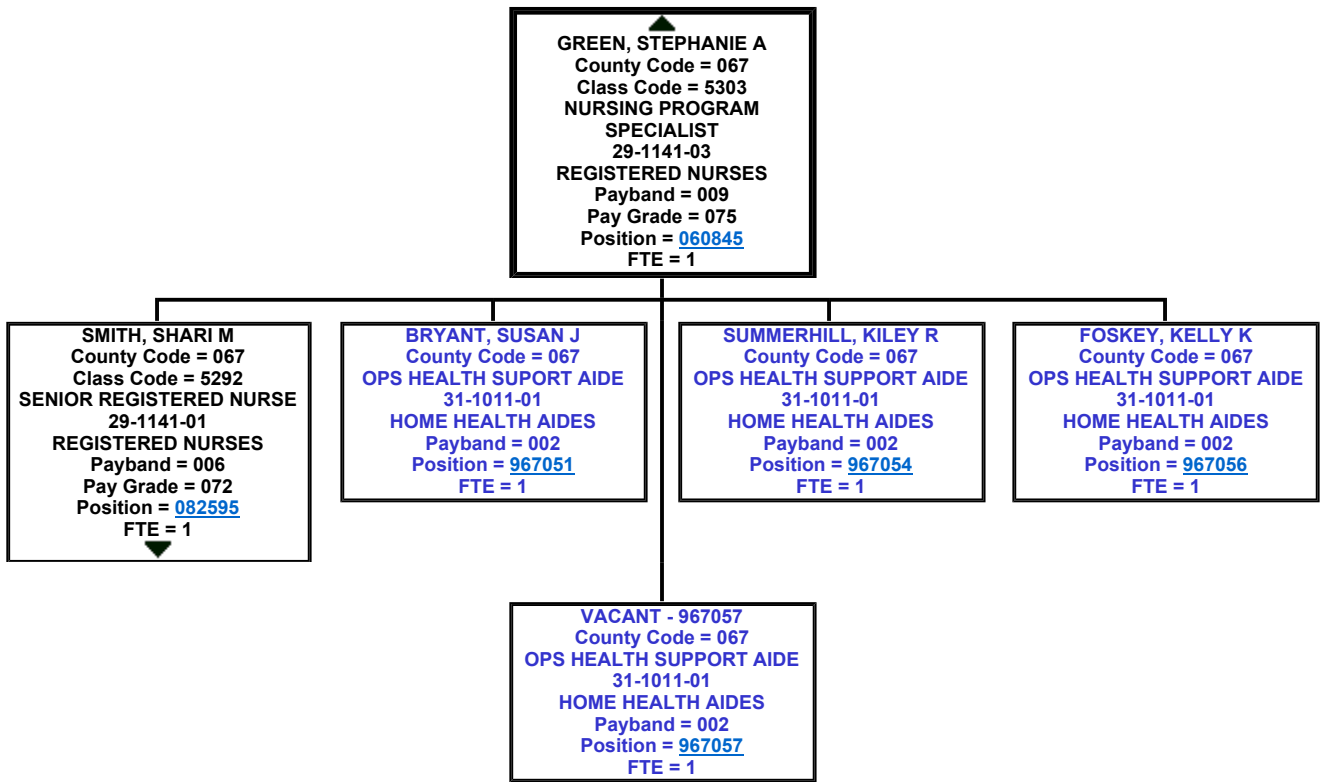 GREEN, STEPHANIE A
County Code = 067
Class Code = 5303
NURSING PROGRAM
SPECIALIST
29-1141-03
REGISTERED NURSES
Payband = 009
Pay Grade = 075
Position = 060845
FTE = 1
SMITH, SHARI M
County Code = 067
Class Code = 5292
SENIOR REGISTERED NURSE
29-1141-01
REGISTERED NURSES
Payband = 006
Pay Grade = 072
Position = 082595
FTE = 1
BRYANT, SUSAN J
County Code = 067
OPS HEALTH SUPORT AIDE
31-1011-01
HOME HEALTH AIDES
Payband = 002
Position = 967051
FTE = 1
SUMMERHILL, KILEY R
County Code = 067
OPS HEALTH SUPPORT AIDE
31-1011-01
HOME HEALTH AIDES
Payband = 002
Position = 967054
FTE = 1
FOSKEY, KELLY K
County Code = 067
OPS HEALTH SUPPORT AIDE
31-1011-01
HOME HEALTH AIDES
Payband = 002
Position = 967056
FTE = 1
VACANT - 967057
County Code = 067
OPS HEALTH SUPPORT AIDE
31-1011-01
HOME HEALTH AIDES
Payband = 002
Position = 967057
FTE = 1